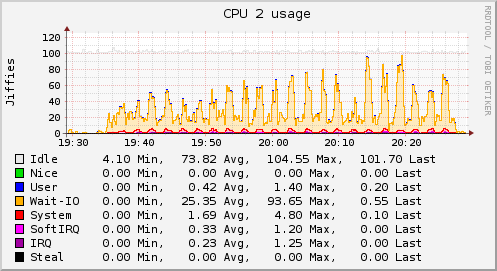 CPU 2 usage
RRDTOOL / TOBI OETIKER
Jiffies
120
100
80
60
40
20
0
19:30 19:40 19:50 20:00 20:10 20:20
Idle 4.10 Min, 73.82 Avg, 104.55 Max, 101.70 Last
Nice 0.00 Min, 0.00 Avg, 0.00 Max, 0.00 Last
User 0.00 Min, 0.42 Avg, 1.40 Max, 0.20 Last
Wait-IO 0.00 Min, 25.35 Avg, 93.65 Max, 0.55 Last
System 0.00 Min, 1.69 Avg, 4.80 Max, 0.10 Last
SoftIRQ 0.00 Min, 0.33 Avg, 1.20 Max, 0.00 Last
IRQ 0.00 Min, 0.23 Avg, 1.25 Max, 0.00 Last
Steal 0.00 Min, 0.00 Avg, 0.00 Max, 0.00 Last